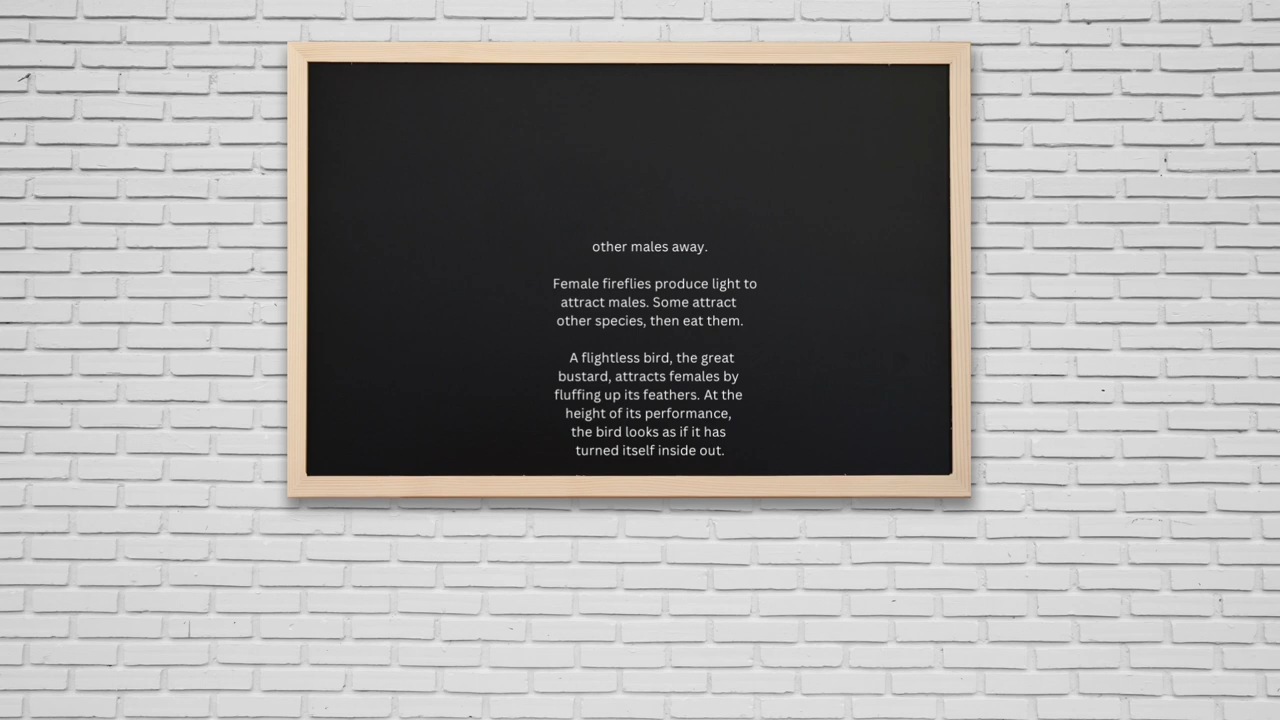 other males away.
Female fireflies produce light to
attract males. Some attract
other species, then eat them.
A flightless bird, the great
bustard, attracts females by
fluffing up its feathers. At the
height of its performance,
the bird looks as if it has
turned itself inside out.